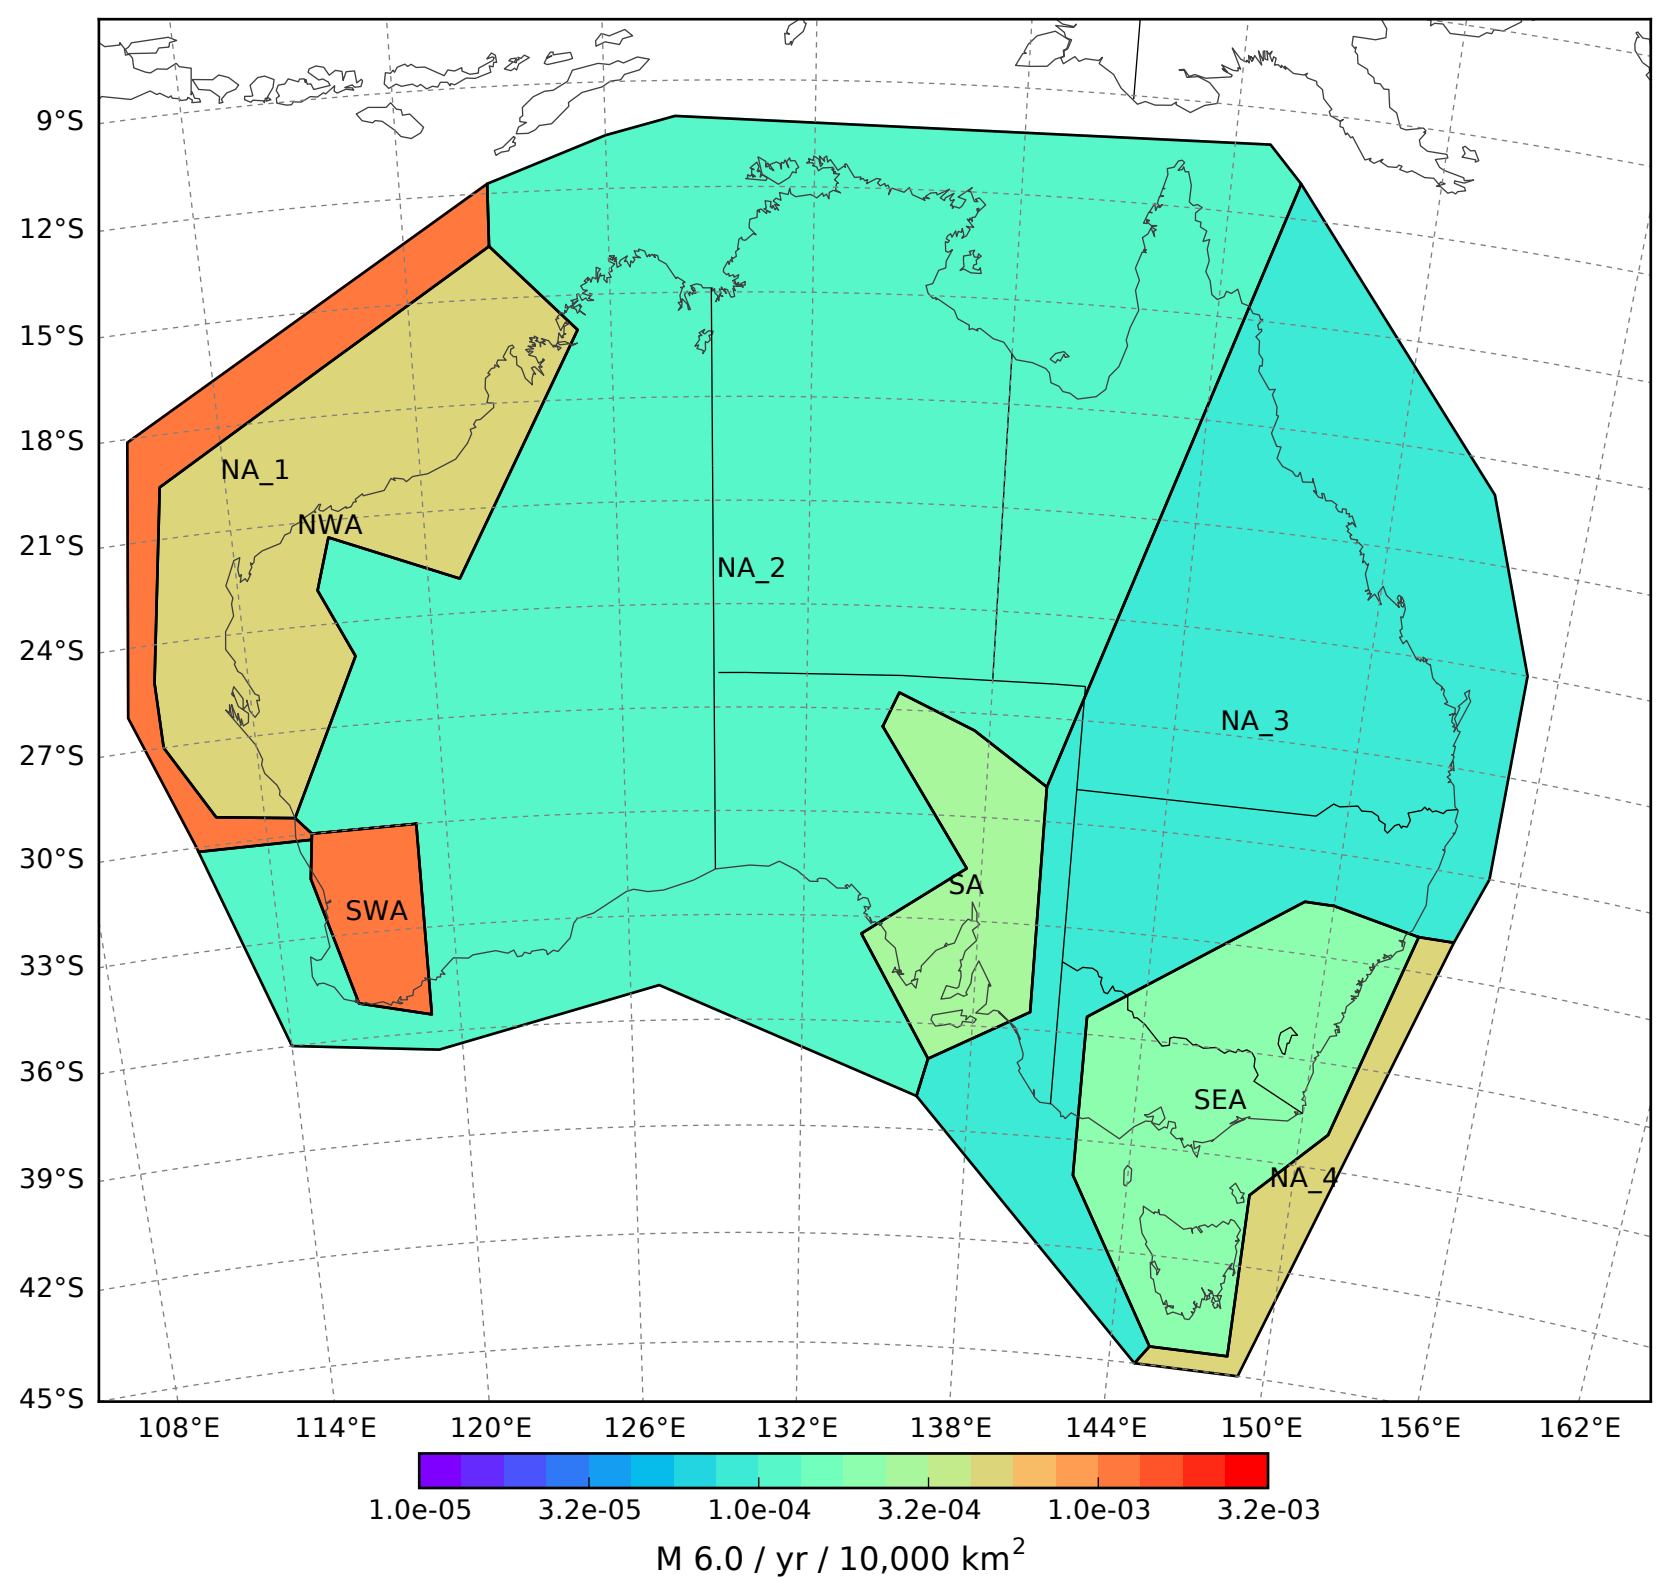 9°S
12°S
15°S
18°S
21°S
24°S
27°S
30°S
33°S
36°S
39°S
42°S
45°S
NA_1
NWA
NA_2
NA_3
SA
SWA
SEA
NA_4
108°E 114°E 120°E 126°E 132°E 138°E 144°E 150°E 156°E 162°E
1.0e-05 3.2e-05 1.0e-04 3.2e-04 1.0e-03 3.2e-03
M 6.0 / yr / 10,000 km²